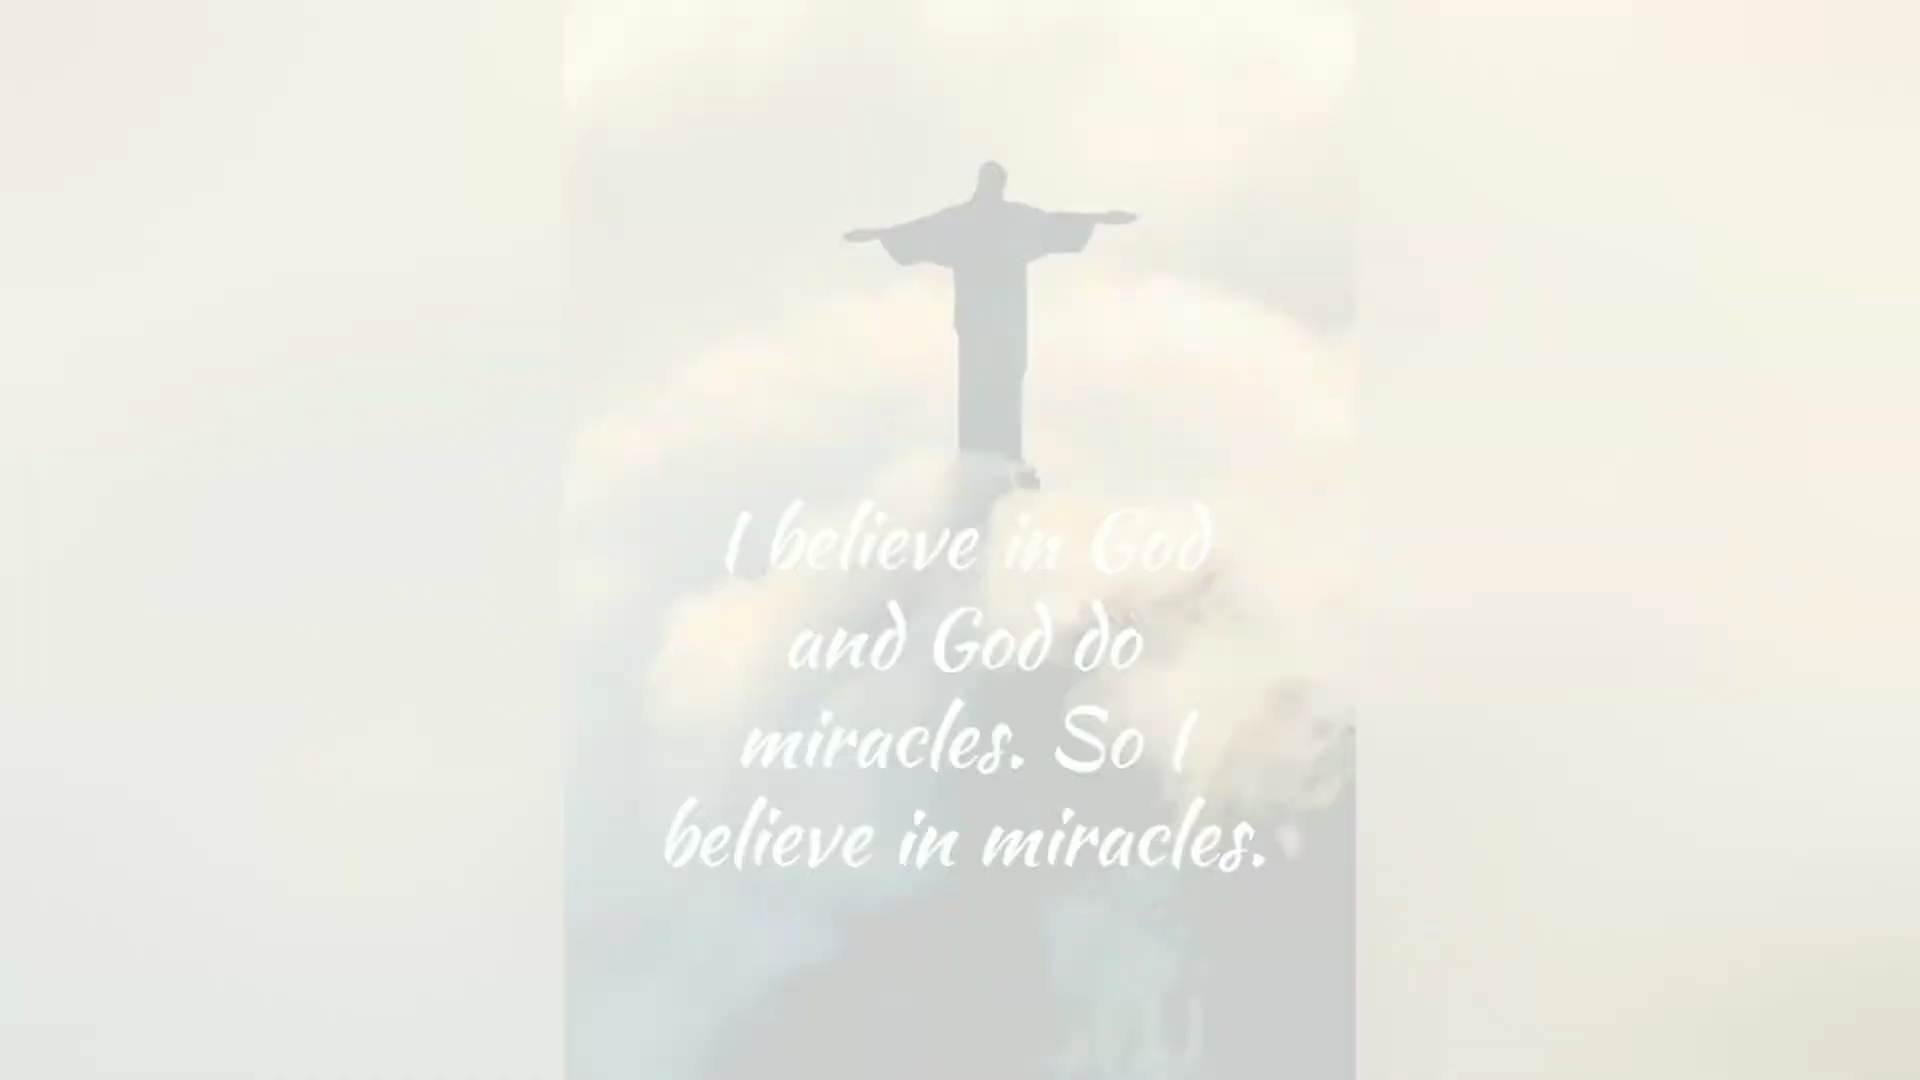 I believe in God
and God do
miracles. So I
believe in miracles.